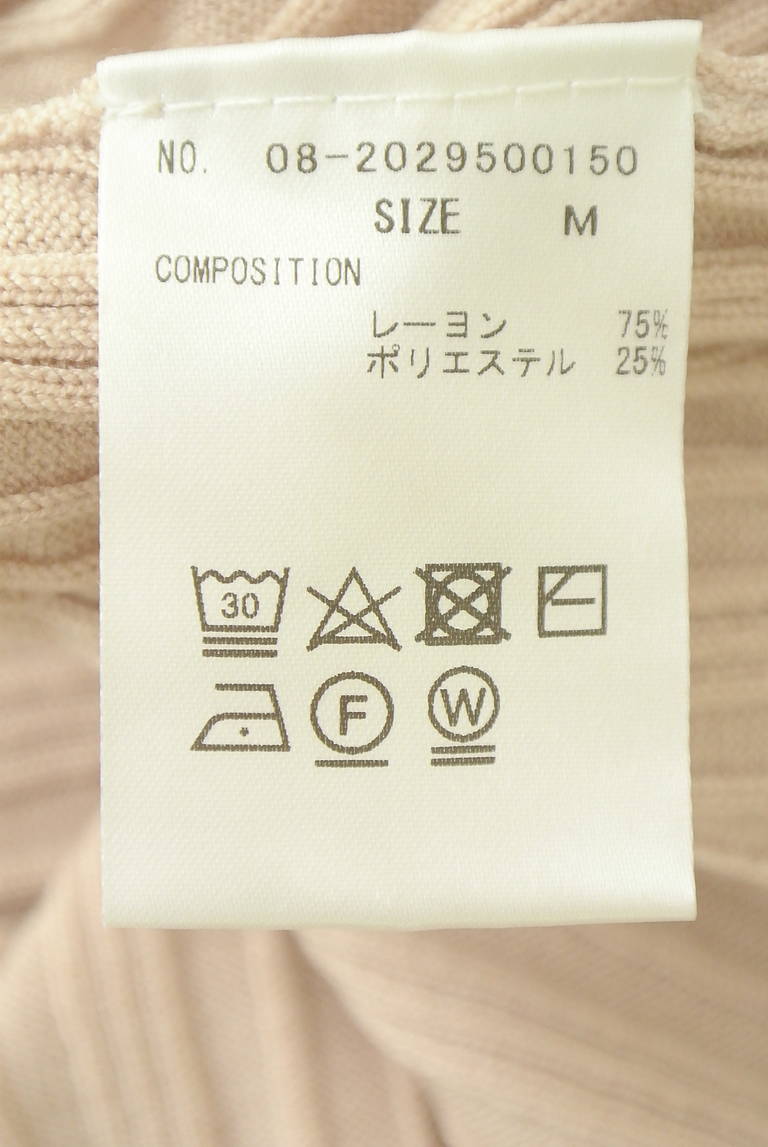 NO. 08-2029500150
SIZE M
COMPOSITION
レーヨン 75%
ポリエステル 25%
30
F W